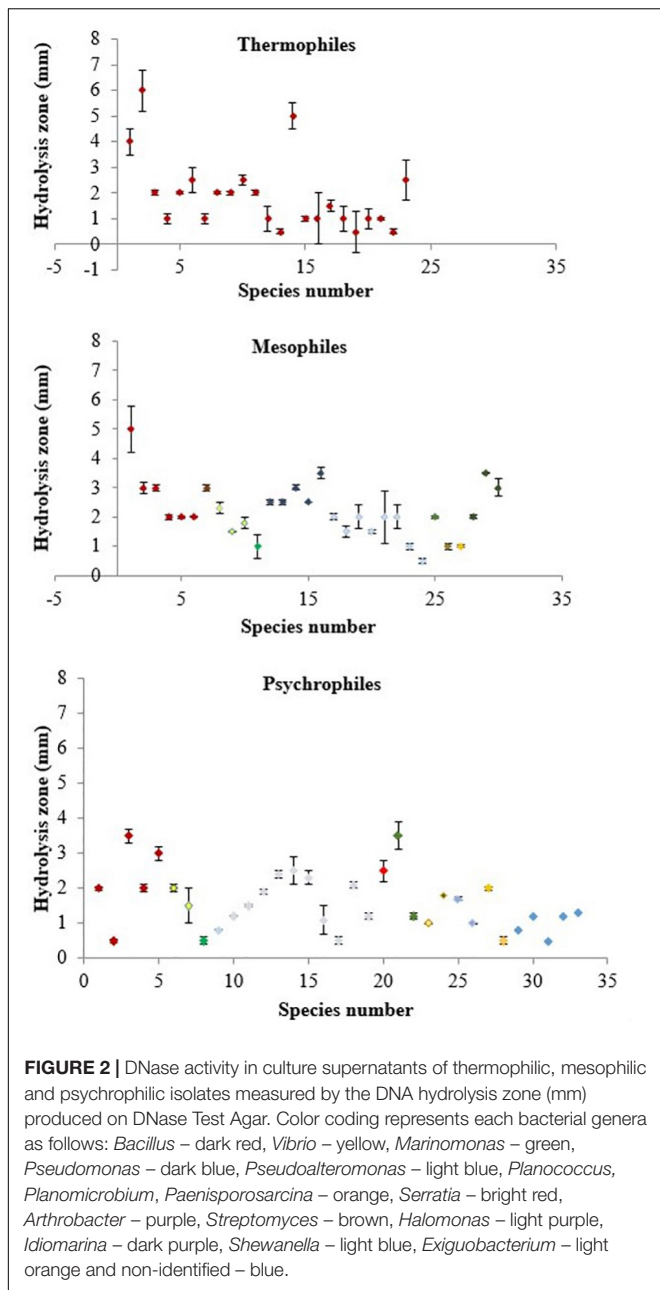 Thermophiles
Hydrolysis zone (mm)
8
7
6
5
4
3
2
1
0
-1
-5 5 15 25 35
Species number
Mesophiles
Hydrolysis zone (mm)
8
7
6
5
4
3
2
1
0
-5 5 15 25 35
Species number
Psychrophiles
Hydrolysis zone (mm)
8
7
6
5
4
3
2
1
0
0 5 10 15 20 25 30 35
Species number
FIGURE 2 | DNase activity in culture supernatants of thermophilic, mesophilic
and psychrophilic isolates measured by the DNA hydrolysis zone (mm)
produced on DNase Test Agar. Color coding represents each bacterial genera
as follows: Bacillus – dark red, Vibrio – yellow, Marinomonas – green,
Pseudomonas – dark blue, Pseudoalteromonas – light blue, Planococcus,
Planomicrobium, Paenisporosarcina – orange, Serratia – bright red,
Arthrobacter – purple, Streptomyces – brown, Halomonas – light purple,
Idiomarina – dark purple, Shewanella – light blue, Exiguobacterium – light
orange and non-identified – blue.